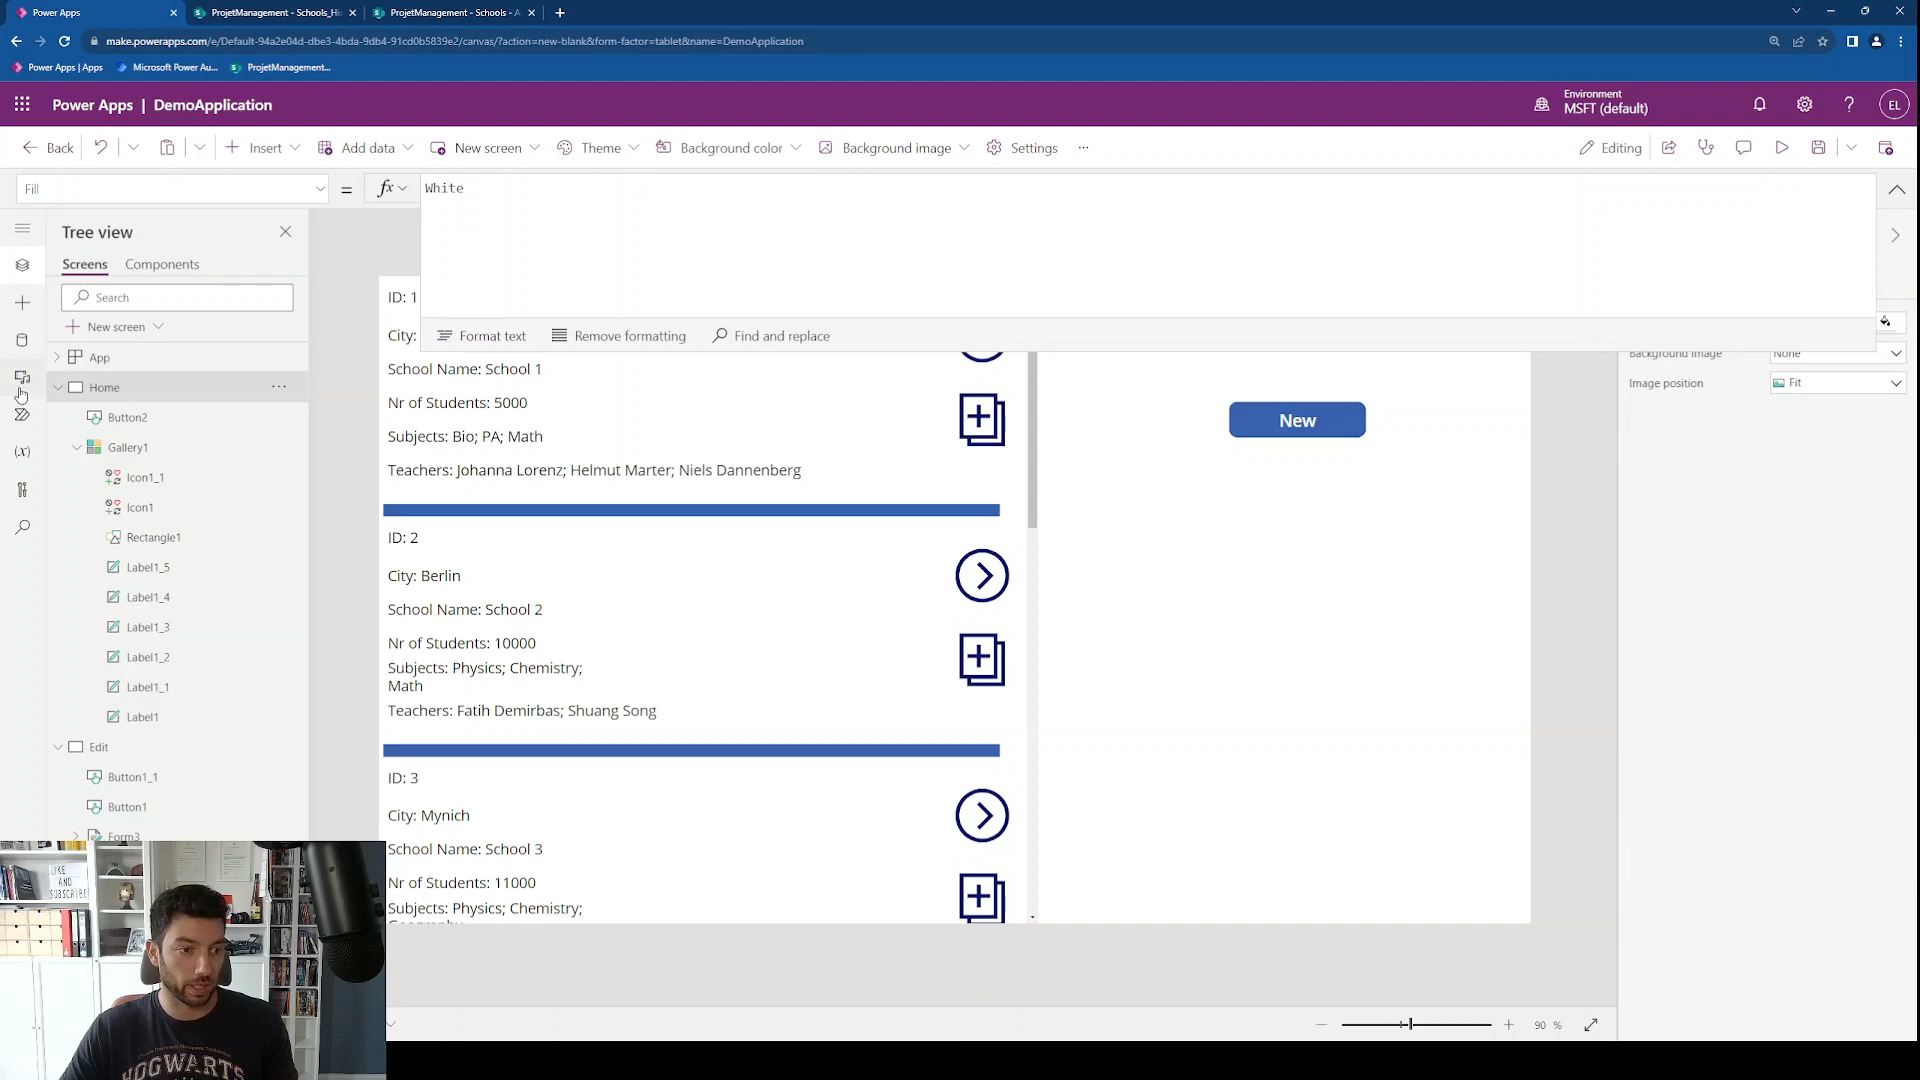 Power Apps
ProjetManagement - Schools_Hi
ProjetManagement - Schools - A
make.powerapps.com/e/Default-94a2e04d-dbe3-4bda-9db4-91cd0b5839e2/canvas/?action=new-blank&form-factor=tablet&name=DemoApplication
Power Apps | Apps
Microsoft Power Au...
ProjetManagement...
Power Apps | DemoApplication
Environment
MSFT (default)
EL
Back
Insert
Add data
New screen
Theme
Background color
Background image
Settings
...
Editing
Fill
=
fx
White
Tree view
Screens
Components
Search
New screen
App
Home
...
Button2
Gallery1
Icon1_1
Icon1
Rectangle1
Label1_5
Label1_4
Label1_3
Label1_2
Label1_1
Label1
Edit
Button1_1
Button1
Form3
Format text
Remove formatting
Find and replace
ID: 1
City:
School Name: School 1
Nr of Students: 5000
Subjects: Bio; PA; Math
Teachers: Johanna Lorenz; Helmut Marter; Niels Dannenberg
ID: 2
City: Berlin
School Name: School 2
Nr of Students: 10000
Subjects: Physics; Chemistry;
Math
Teachers: Fatih Demirbas; Shuang Song
ID: 3
City: Mynich
School Name: School 3
Nr of Students: 11000
Subjects: Physics; Chemistry;
New
Background image
None
Image position
Fit
90 %
LIKE
AND
SUBSCRIBE
HOGWARTS